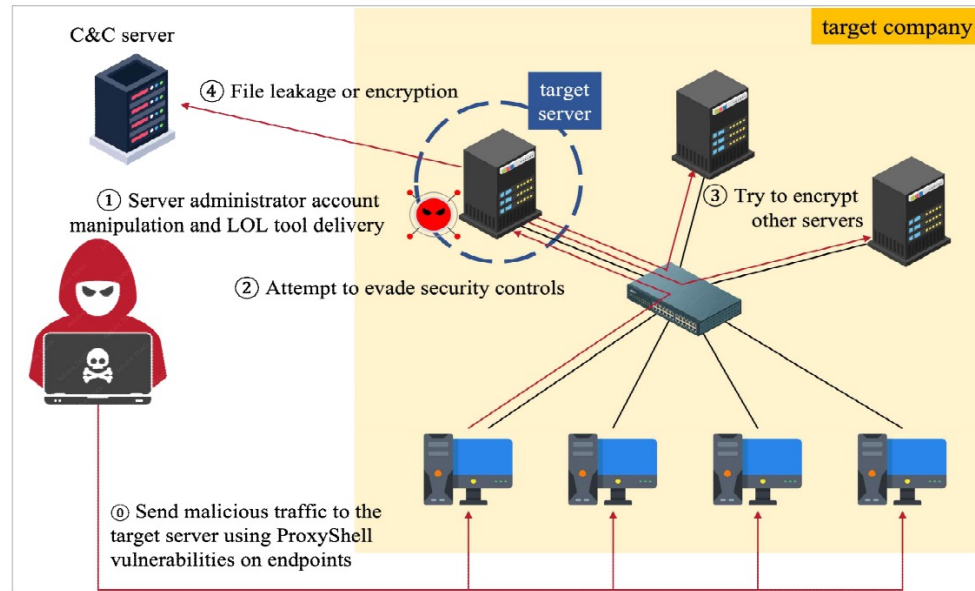 target company
C&C server
④ File leakage or encryption
target
server
① Server administrator account
manipulation and LOL tool delivery
③ Try to encrypt
other servers
② Attempt to evade security controls
⓪ Send malicious traffic to the
target server using ProxyShell
vulnerabilities on endpoints